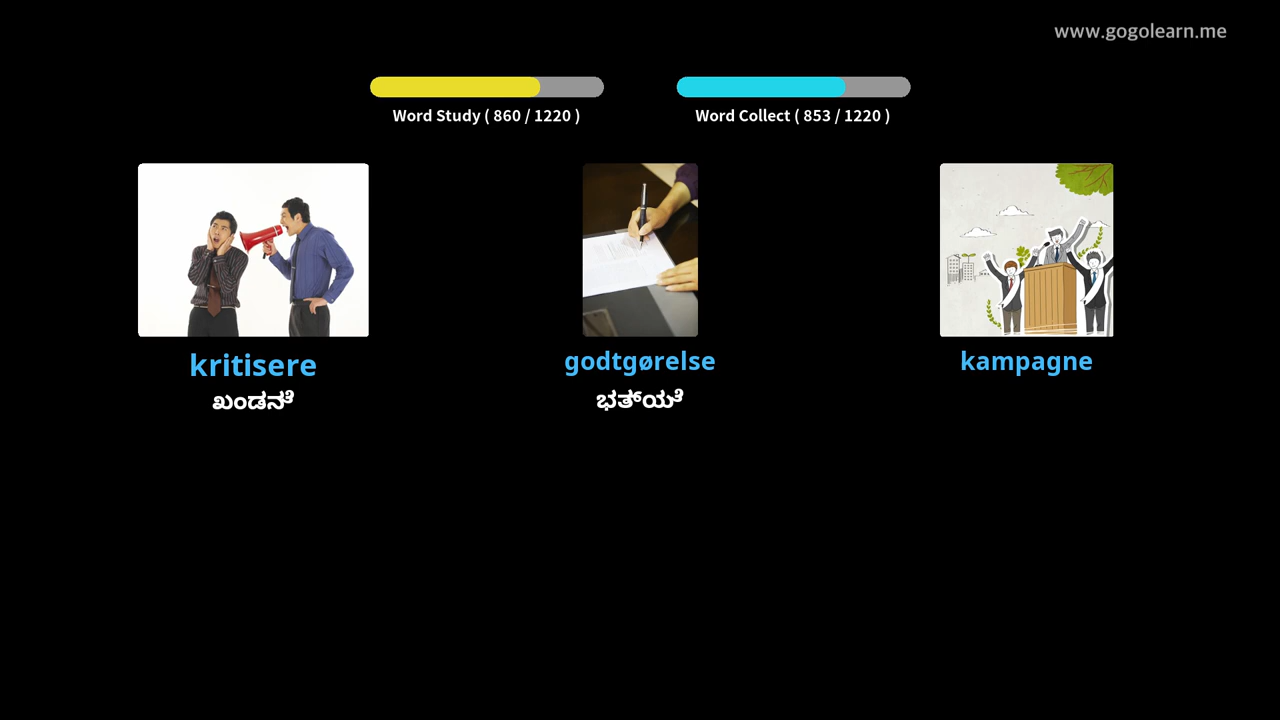 www.gogolearn.me
Word Study ( 860 / 1220 )
Word Collect ( 853 / 1220 )
kritisere
godtgørelse
kampagne
ಖಂಡನೆ
ಭತ್ಯೆ